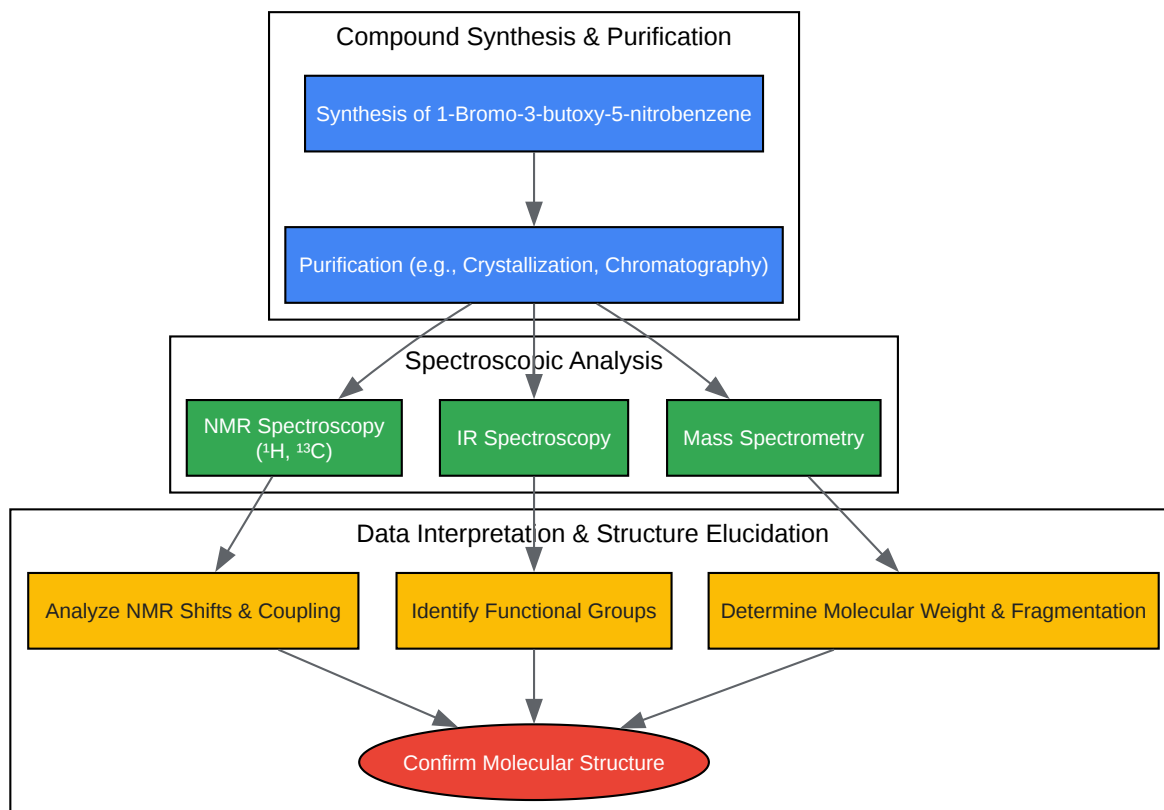 Compound Synthesis & Purification
Synthesis of 1-Bromo-3-butoxy-5-nitrobenzene
Purification (e.g., Crystallization, Chromatography)
Spectroscopic Analysis
NMR Spectroscopy
(¹H, ¹³C)
IR Spectroscopy
Mass Spectrometry
Data Interpretation & Structure Elucidation
Analyze NMR Shifts & Coupling
Identify Functional Groups
Determine Molecular Weight & Fragmentation
Confirm Molecular Structure